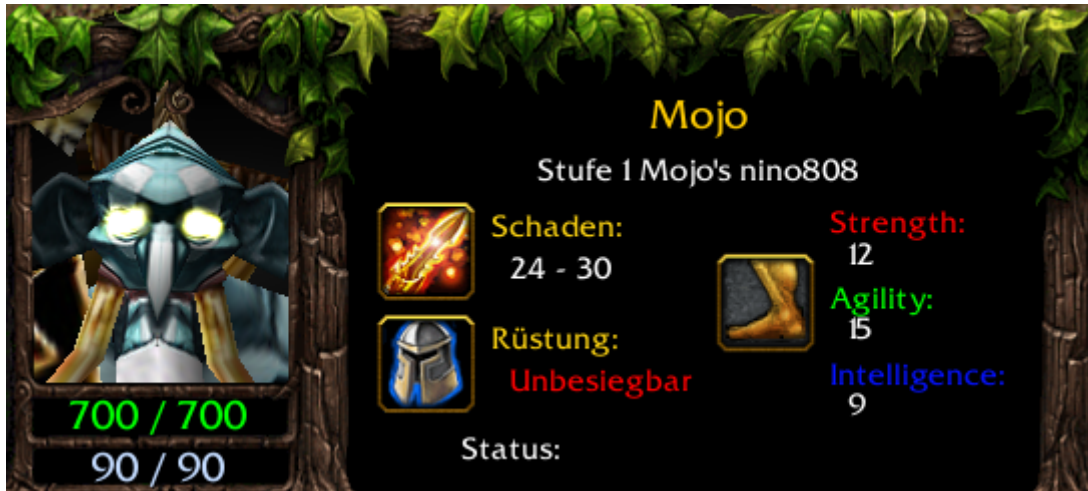 Mojo
Stufe 1 Mojo's nino808
Schaden:
24 - 30
Rüstung:
Unbesiegbar
Strength:
12
Agility:
15
Intelligence:
9
Status:
700 / 700
90 / 90